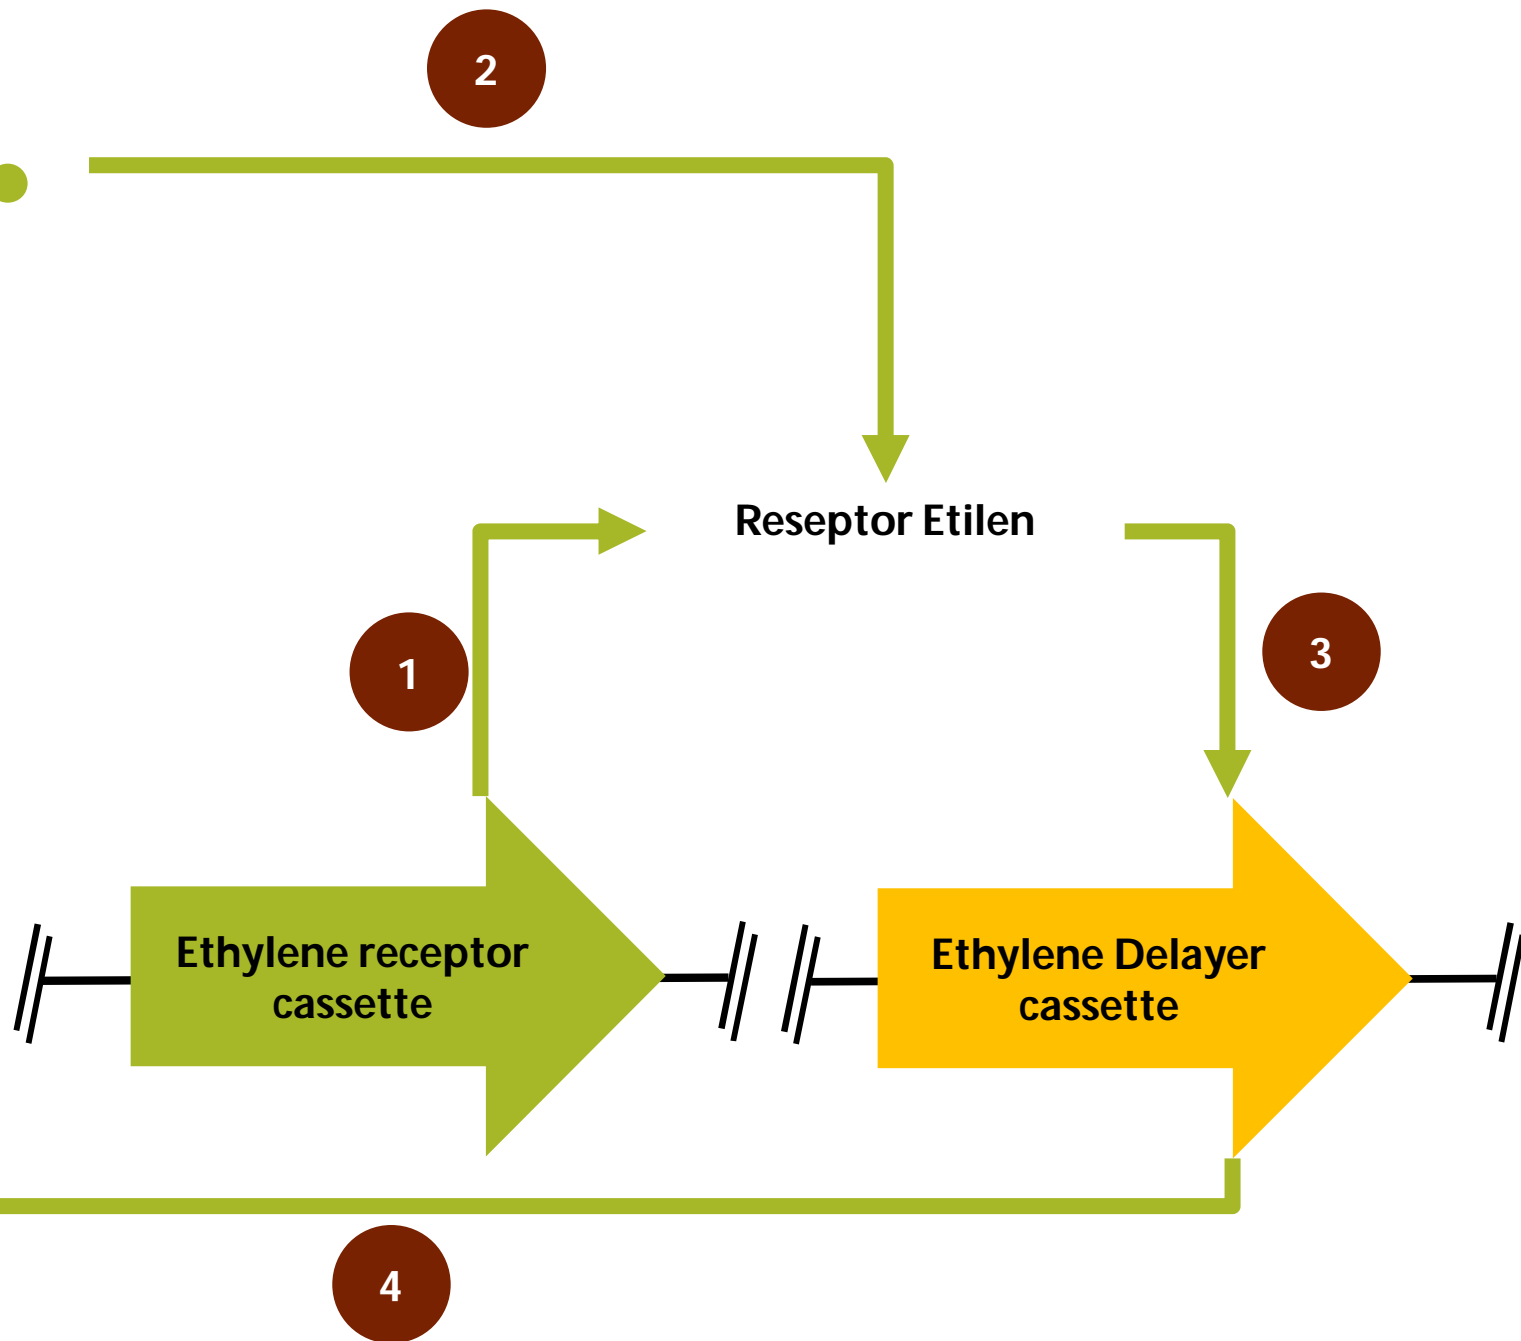 2
Reseptor Etilen
1
3
Ethylene receptor
cassette
Ethylene Delayer
cassette
4